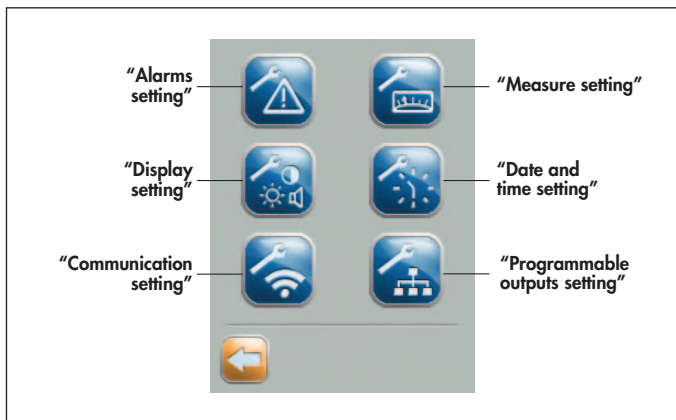 “Alarms
setting”
“Measure setting”
“Display
setting”
“Date and
time setting”
“Communication
setting”
“Programmable
outputs setting”